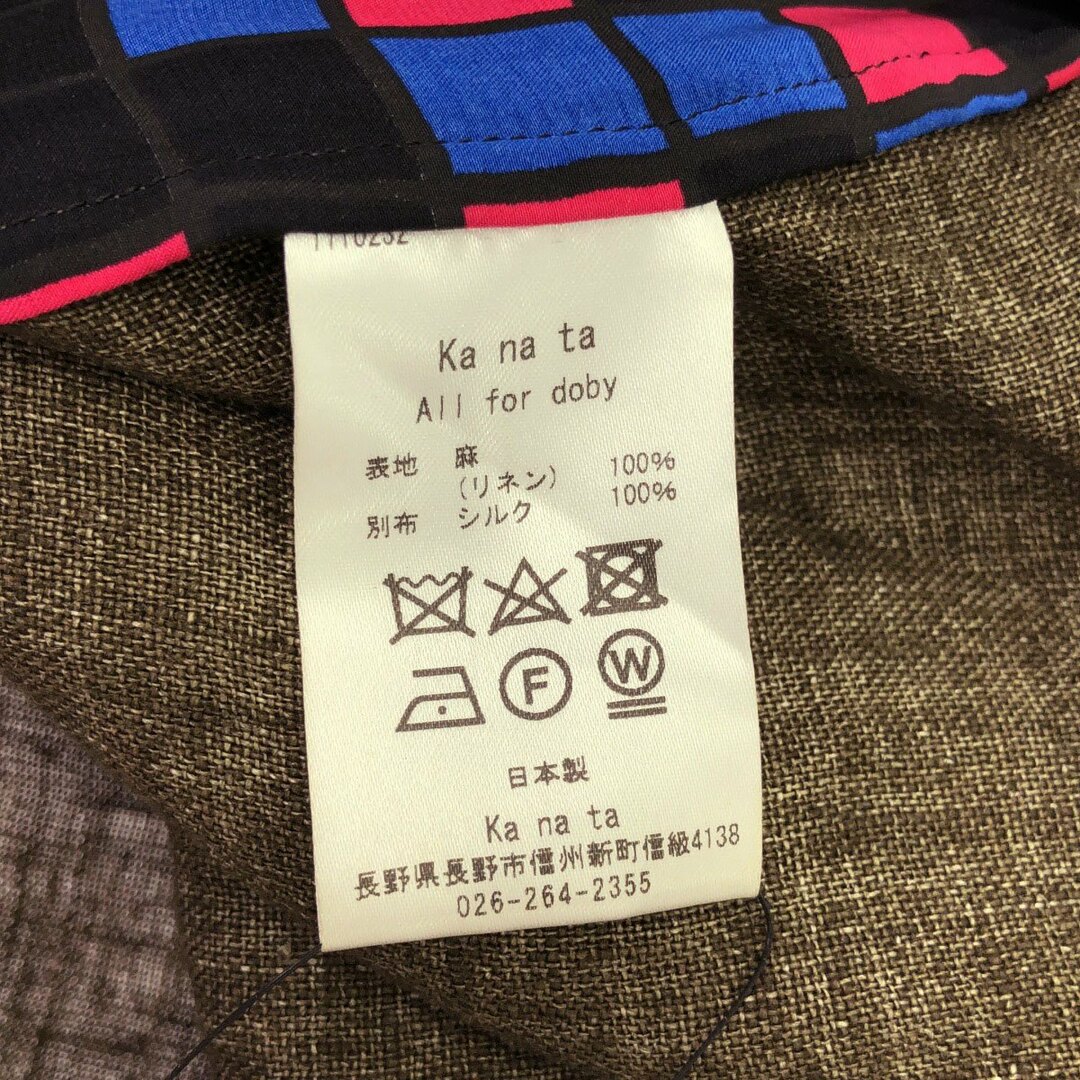 1110232
Ka na ta
All for doby
表地 麻 100%
(リネン)
別布 シルク 100%
F W
日本製
Ka na ta
長野県長野市信州新町信級4138
026-264-2355